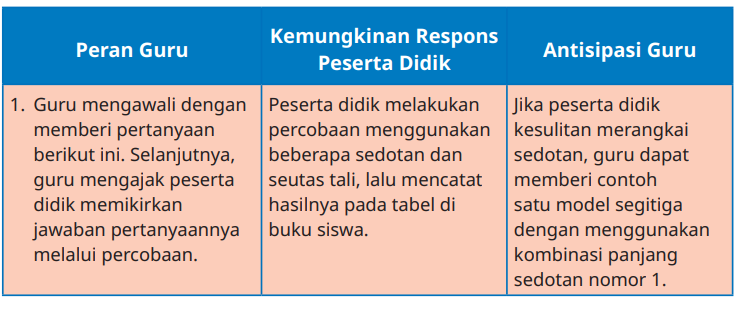 Peran Guru
Kemungkinan Respons
Peserta Didik
Antisipasi Guru
1. Guru mengawali dengan
memberi pertanyaan
berikut ini. Selanjutnya,
guru mengajak peserta
didik memikirkan
jawaban pertanyaannya
melalui percobaan.
Peserta didik melakukan
percobaan menggunakan
beberapa sedotan dan
seutas tali, lalu mencatat
hasilnya pada tabel di
buku siswa.
Jika peserta didik
kesulitan merangkai
sedotan, guru dapat
memberi contoh
satu model segitiga
dengan menggunakan
kombinasi panjang
sedotan nomor 1.